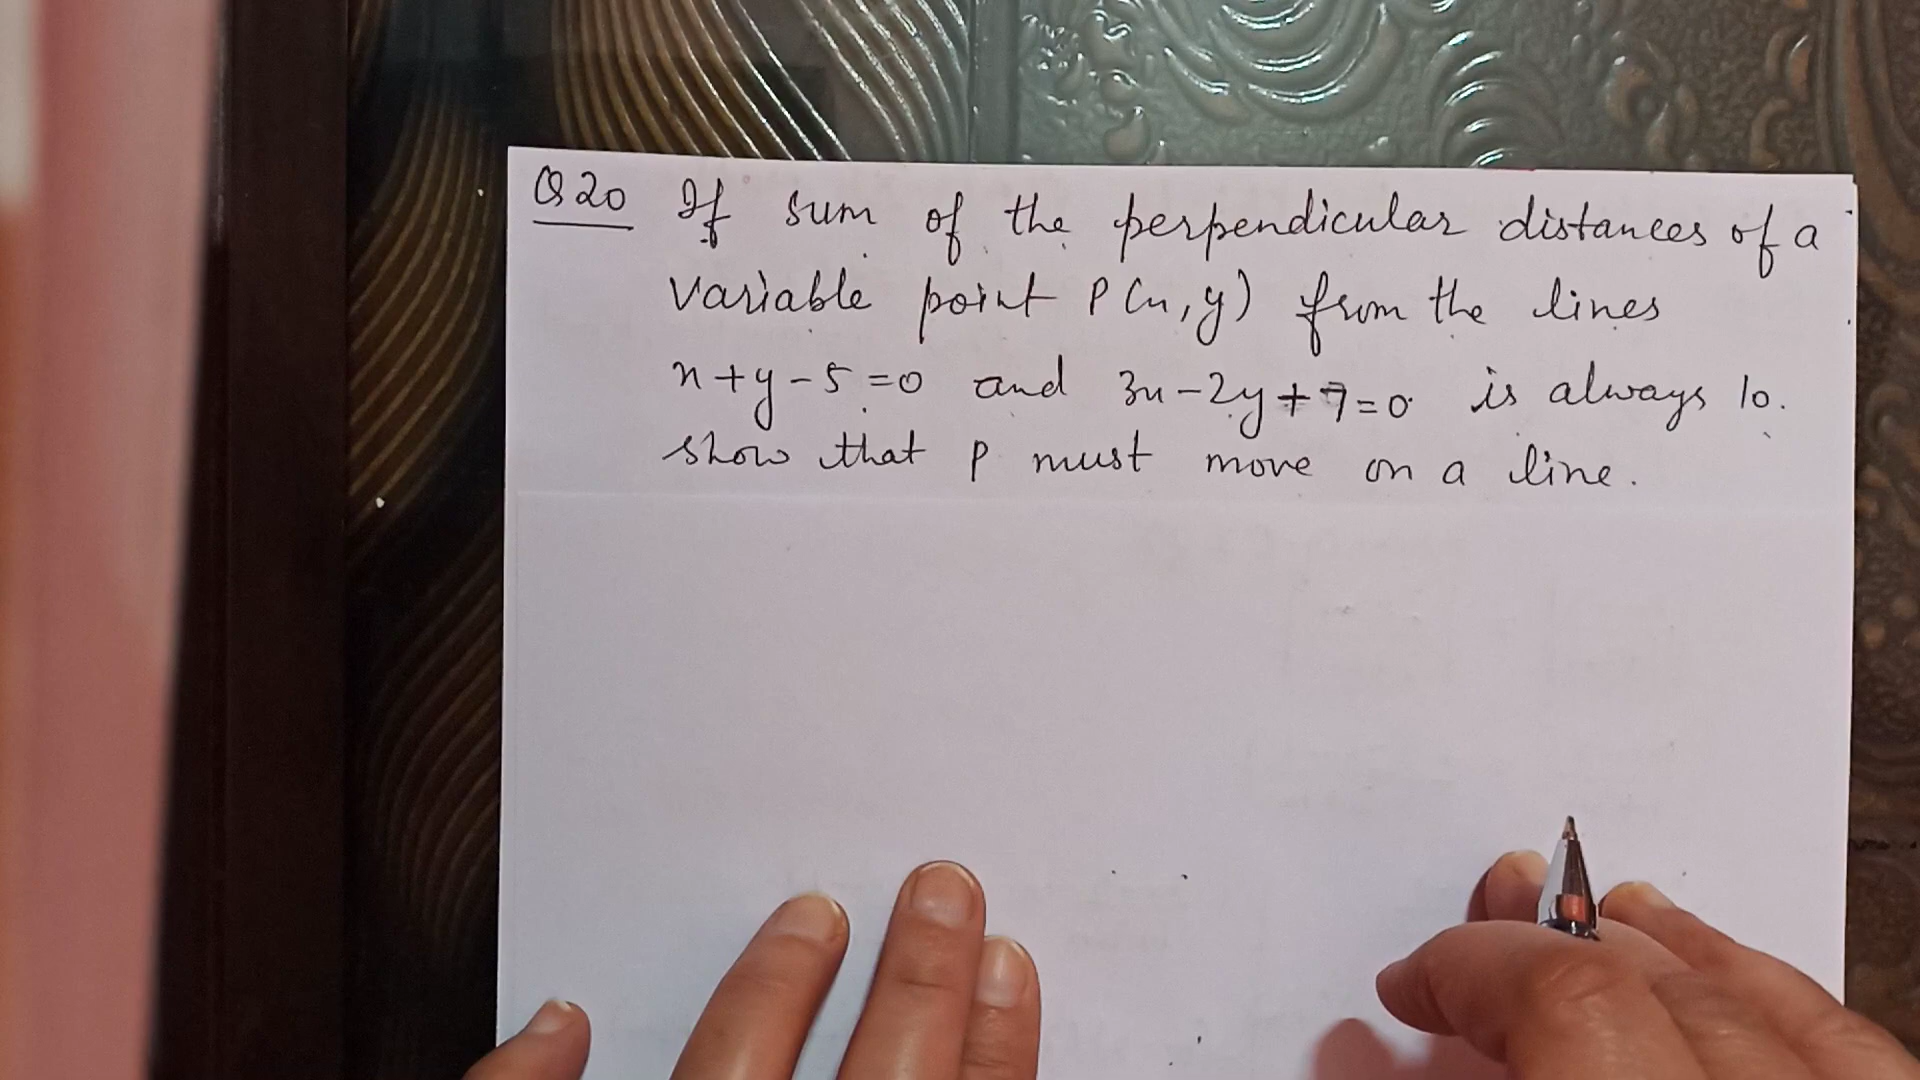 Q20 If sum of the perpendicular distances of a
variable point P(x,y) from the lines
x+y-5=0 and 3x-2y+7=0 is always 10.
show that P must move on a line.